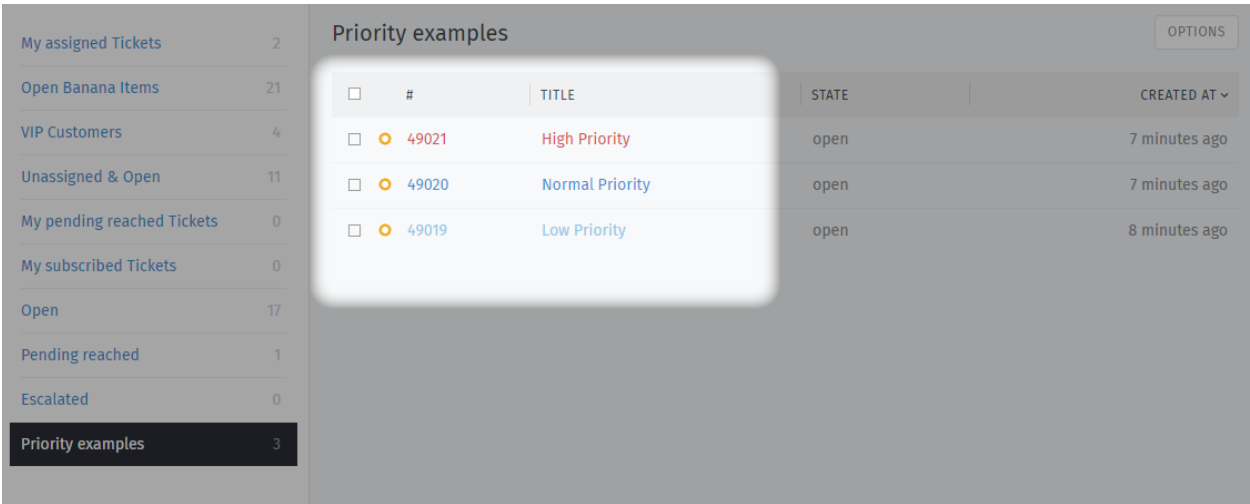 My assigned Tickets 2
Open Banana Items 21
VIP Customers 4
Unassigned & Open 11
My pending reached Tickets 0
My subscribed Tickets 0
Open 17
Pending reached 1
Escalated 0
Priority examples 3
Priority examples OPTIONS
# TITLE STATE CREATED AT
49021 High Priority open 7 minutes ago
49020 Normal Priority open 7 minutes ago
49019 Low Priority open 8 minutes ago